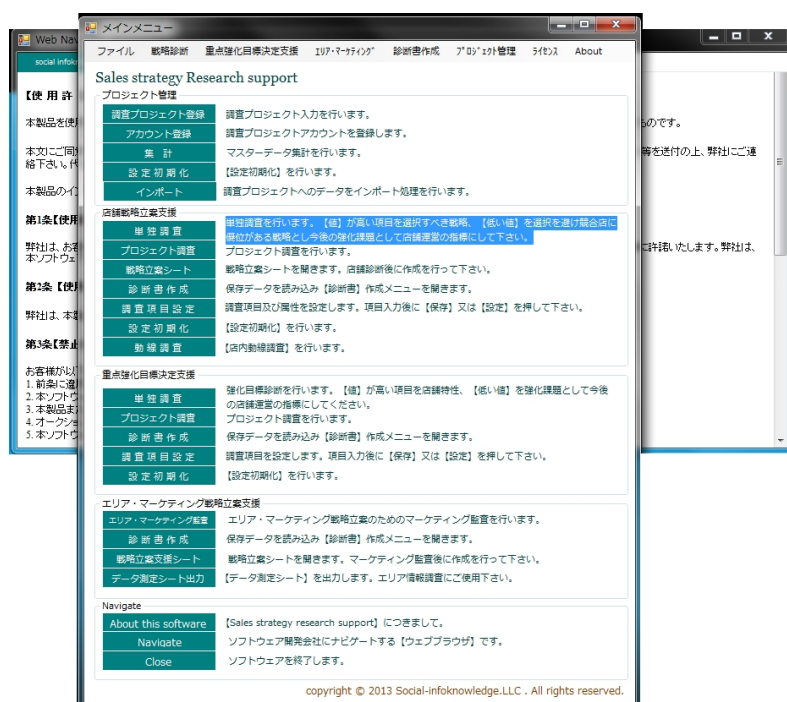 メインメニュー
ファイル 戦略診断 重点強化目標決定支援 ｴﾘｱ･ﾏｰｹﾃｨﾝｸﾞ 診断書作成 ﾌﾟﾛｼﾞｪｸﾄ管理 ﾗｲｾﾝｽ About
Sales strategy Research support
プロジェクト管理
調査プロジェクト登録 調査プロジェクト入力を行います。
アカウント登録 調査プロジェクトアカウントを登録します。
集 計 マスターデータ集計を行います。
設 定 初 期 化 【設定初期化】を行います。
インポート 調査プロジェクトへのデータをインポート処理を行います。
店舗戦略立案支援
単 独 調 査 単独調査を行います。【値】が高い項目を選択すべき戦略、【低い値】を選択を避け競合店に
優位がある戦略とし今後の強化課題として店舗運営の指標にして下さい。
プロジェクト調査 プロジェクト調査を行います。
戦略立案シート 戦略立案シートを開きます。店舗診断後に作成を行って下さい。
診 断 書 作 成 保存データを読み込み【診断書】作成メニューを開きます。
調 査 項 目 設 定 調査項目及び属性を設定します。項目入力後に【保存】又は【設定】を押して下さい。
設 定 初 期 化 【設定初期化】を行います。
動 線 調 査 【店内動線調査】を行います。
重点強化目標決定支援
単 独 調 査 強化目標診断を行います。【値】が高い項目を店舗特性、【低い値】を強化課題として今後
の店舗運営の指標にしてください。
プロジェクト調査 プロジェクト調査を行います。
診 断 書 作 成 保存データを読み込み【診断書】作成メニューを開きます。
調 査 項 目 設 定 調査項目を設定します。項目入力後に【保存】又は【設定】を押して下さい。
設 定 初 期 化 【設定初期化】を行います。
エリア・マーケティング戦略立案支援
エリア・マーケティング監査 エリア・マーケティング戦略立案のためのマーケティング監査を行います。
診 断 書 作 成 保存データを読み込み【診断書】作成メニューを開きます。
戦略立案支援シート 戦略立案シートを開きます。マーケティング監査後に作成を行って下さい。
データ測定シート出力 【データ測定シート】を出力します。エリア情報調査にご使用下さい。
Navigate
About this software 【Sales strategy research support】につきまして。
Navigate ソフトウェア開発会社にナビゲートする【ウェブブラウザ】です。
Close ソフトウェアを終了します。
copyright © 2013 Social-infoknowledge.LLC . All rights reserved.
Web Nav
social infokn
【使 用 許
本製品を使用 ものです。
本文にご同 等を送付の上、弊社にご連
絡下さい。代
本製品のイン
第1条【使用
弊社は、お客 に許諾いたします。弊社は、
本ソフトウェ
第2条 【使用
弊社は、本製
第3条【禁止
お客様が以下
1. 前条に違
2. 本ソフトウ
3. 本製品ま
4. オークショ
5. 本ソフトウ